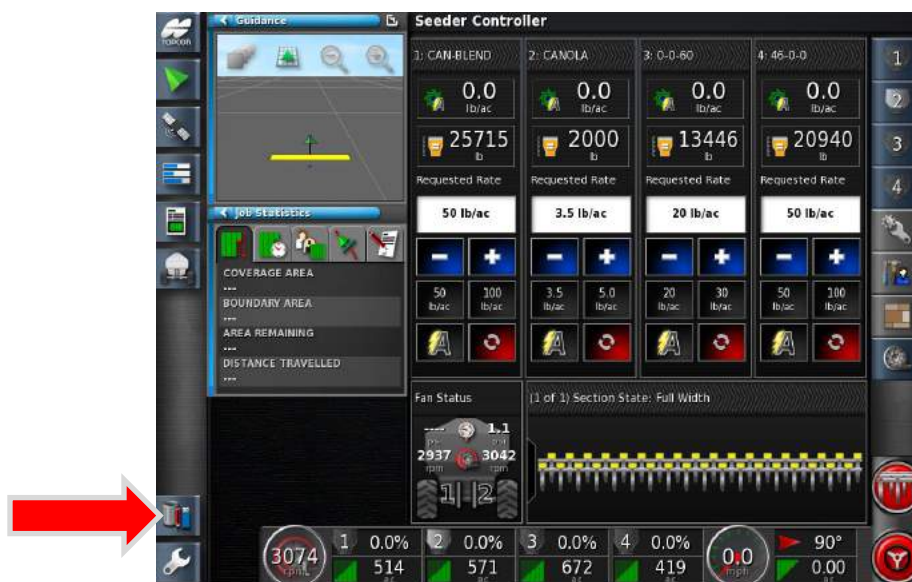 TOPCON
Guidance
Seeder Controller
1: CAN-BLEND
2: CANOLA
3: 0-0-60
4: 46-0-0
0.0
lb/ac
0.0
lb/ac
0.0
lb/ac
0.0
lb/ac
25715
lb
2000
lb
13446
lb
20940
lb
Requested Rate
Requested Rate
Requested Rate
Requested Rate
50 lb/ac
3.5 lb/ac
20 lb/ac
50 lb/ac
- +
- +
- +
- +
50
lb/ac
100
lb/ac
3.5
lb/ac
5.0
lb/ac
20
lb/ac
30
lb/ac
50
lb/ac
100
lb/ac
A
A
A
A
Job Statistics
COVERAGE AREA
---
BOUNDARY AREA
---
AREA REMAINING
---
DISTANCE TRAVELLED
---
Fan Status
---- 1.1
psi psi
2937 3042
rpm rpm
1 2
(1 of 1) Section State: Full Width
1
2
3
4
3074
rpm
1 0.0%
514
ac
2 0.0%
571
ac
3 0.0%
672
ac
4 0.0%
419
ac
0.0
mph
90°
0.00